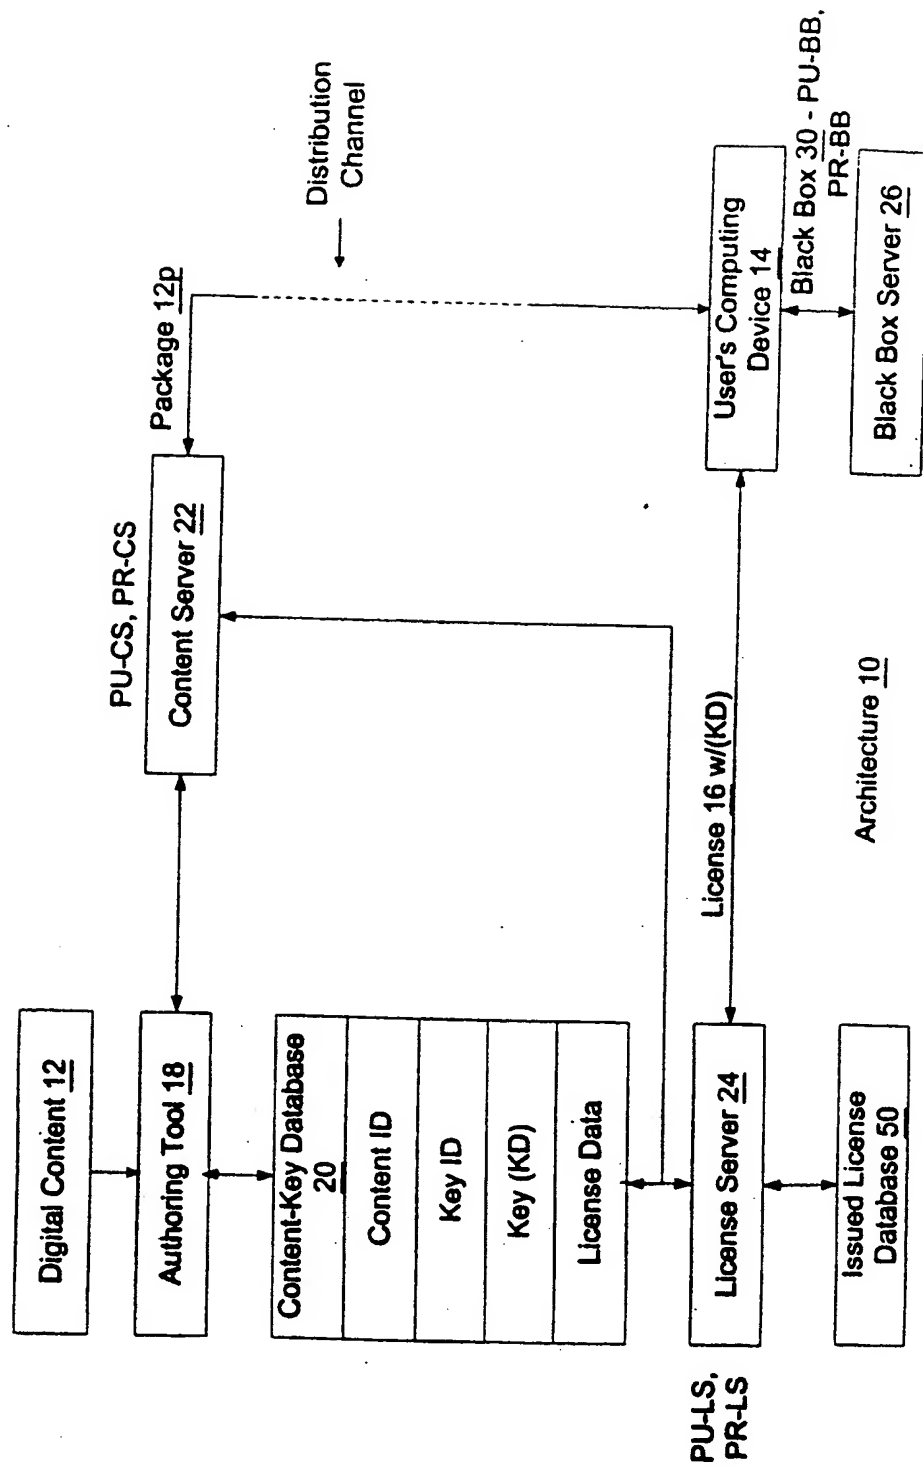 Digital Content 12
Authoring Tool 18
Content-Key Database
20
Content ID
Key ID
Key (KD)
License Data
PU-LS,
PR-LS
License Server 24
Issued License
Database 50
PU-CS, PR-CS
Content Server 22
Package 12p
Distribution
Channel
License 16 w/(KD)
User's Computing
Device 14
Black Box 30 - PU-BB,
PR-BB
Black Box Server 26
Architecture 10